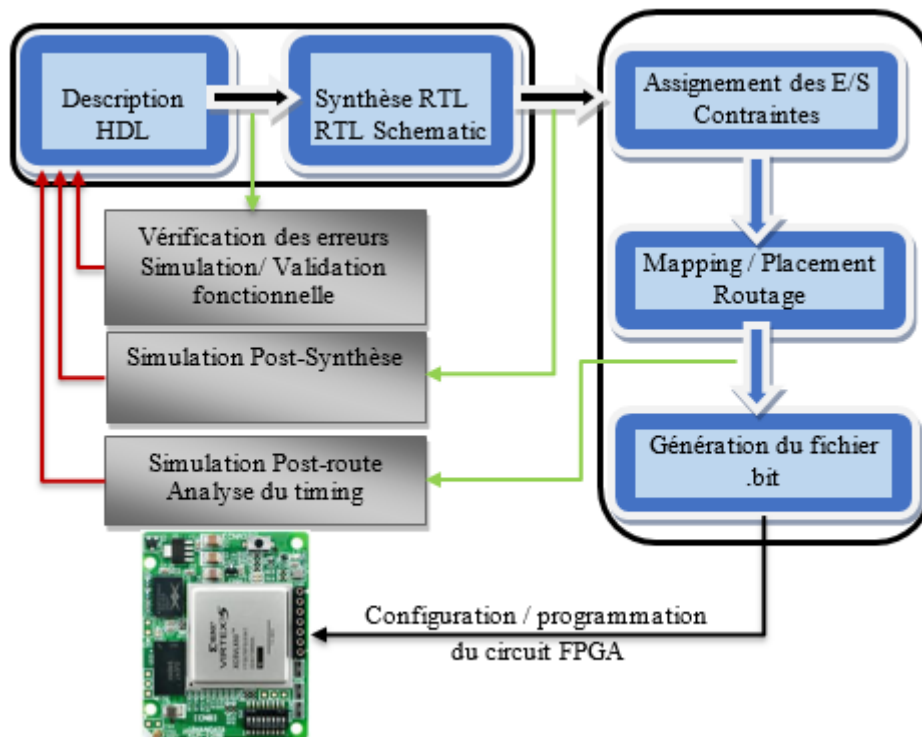 Description
HDL
Synthèse RTL
RTL Schematic
Assignement des E/S
Contraintes
Vérification des erreurs
Simulation/ Validation
fonctionnelle
Mapping / Placement
Routage
Simulation Post-Synthèse
Simulation Post-route
Analyse du timing
Génération du fichier
.bit
Configuration / programmation
du circuit FPGA
VIRTEX